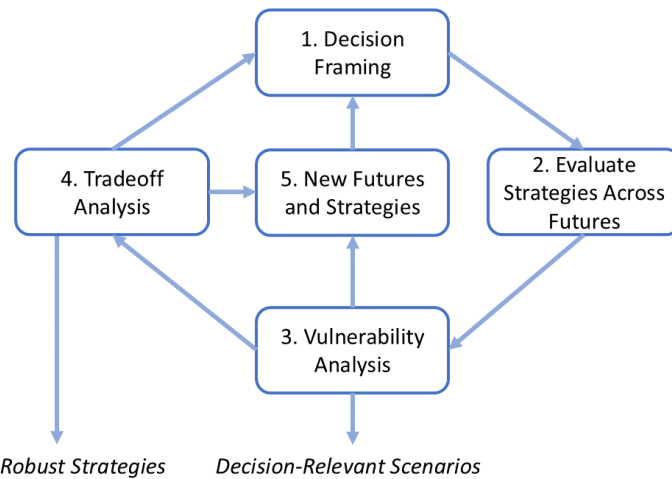 1. Decision
Framing
4. Tradeoff
Analysis
5. New Futures
and Strategies
2. Evaluate
Strategies Across
Futures
3. Vulnerability
Analysis
Robust Strategies
Decision-Relevant Scenarios